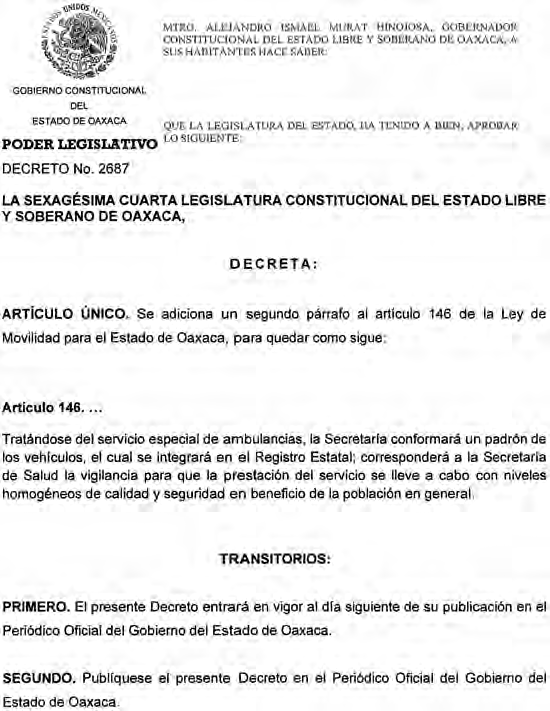 MTRO. ALEJANDRO ISMAEL MURAT HINOJOSA, GOBERNADOR
CONSTITUCIONAL DEL ESTADO LIBRE Y SOBERANO DE OAXACA, A
SUS HABITANTES HACE SABER:
ESTADOS UNIDOS MEXICANOS
GOBIERNO CONSTITUCIONAL
DEL
ESTADO DE OAXACA
PODER LEGISLATIVO
QUE LA LEGISLATURA DEL ESTADO, HA TENIDO A BIEN, APROBAR
LO SIGUIENTE:
DECRETO No. 2687
LA SEXAGÉSIMA CUARTA LEGISLATURA CONSTITUCIONAL DEL ESTADO LIBRE
Y SOBERANO DE OAXACA,
DECRETA:
ARTÍCULO ÚNICO. Se adiciona un segundo párrafo al artículo 146 de la Ley de
Movilidad para el Estado de Oaxaca, para quedar como sigue:
Artículo 146. ...
Tratándose del servicio especial de ambulancias, la Secretaría conformará un padrón de
los vehículos, el cual se integrará en el Registro Estatal; corresponderá a la Secretaría
de Salud la vigilancia para que la prestación del servicio se lleve a cabo con niveles
homogéneos de calidad y seguridad en beneficio de la población en general.
TRANSITORIOS:
PRIMERO. El presente Decreto entrará en vigor al día siguiente de su publicación en el
Periódico Oficial del Gobierno del Estado de Oaxaca.
SEGUNDO. Publíquese el presente Decreto en el Periódico Oficial del Gobierno del
Estado de Oaxaca.